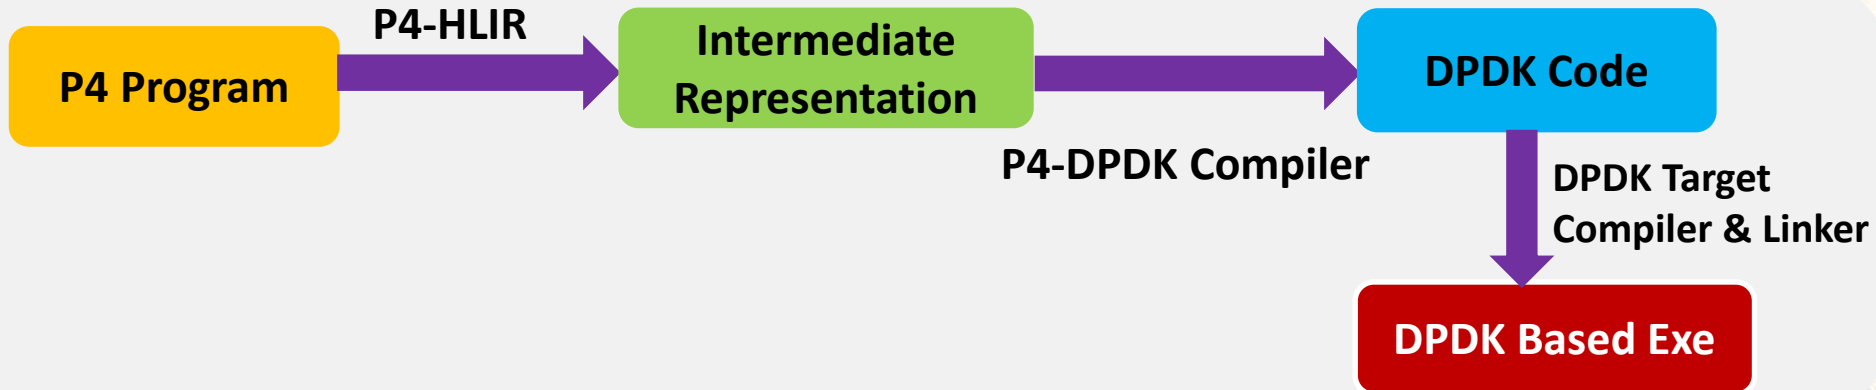 P4 Program
P4-HLIR
Intermediate
Representation
P4-DPDK Compiler
DPDK Code
DPDK Target
Compiler & Linker
DPDK Based Exe